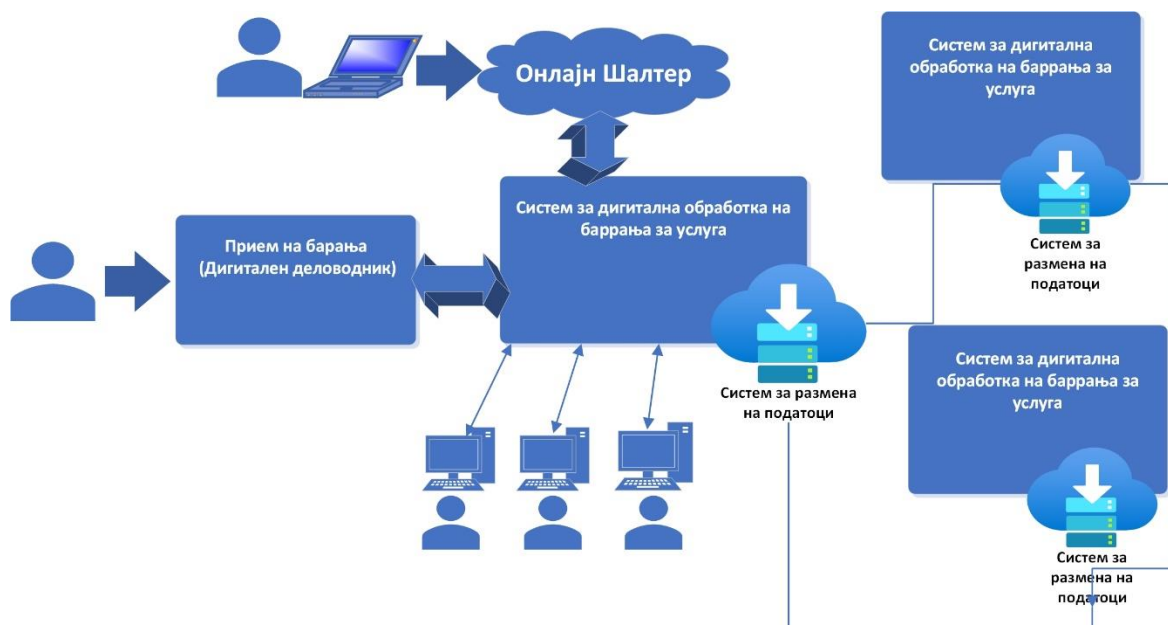 Онлајн Шалтер
Систем за дигитална
обработка на баррања за
услуга
Систем за
размена на
податоци
Прием на барања
(Дигитален деловодник)
Систем за дигитална обработка на
баррања за услуга
Систем за размена
на податоци
Систем за дигитална
обработка на баррања за
услуга
Систем за
размена на
податоци